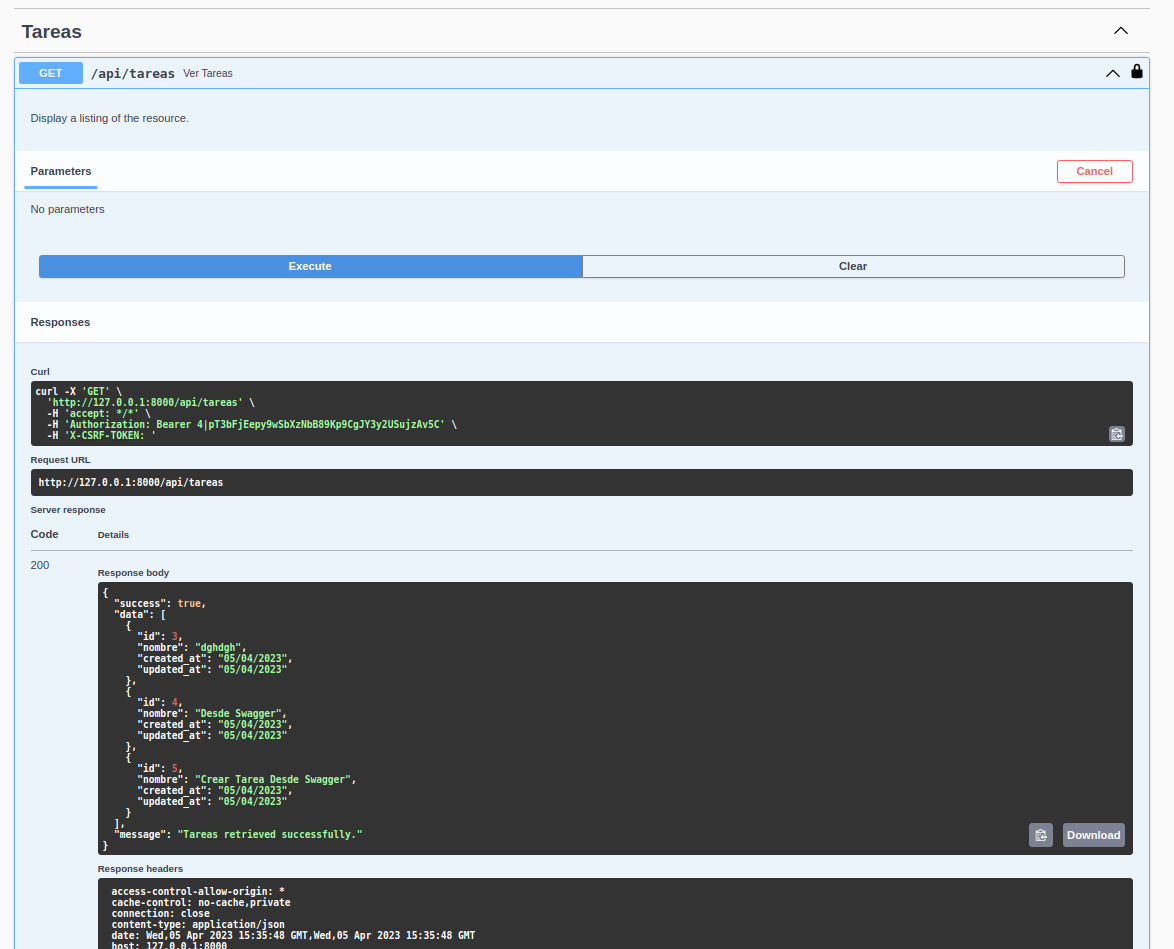 Tareas
GET /api/tareas Ver Tareas
Display a listing of the resource.
Parameters Cancel
No parameters
Execute Clear
Responses
Curl
curl -X 'GET' \
'http://127.0.0.1:8000/api/tareas' \
-H 'accept: */*' \
-H 'Authorization: Bearer 4|pT3bFjEepy9wSbXzNbB89Kp9CgJY3y2USujzAv5C' \
-H 'X-CSRF-TOKEN: '
Request URL
http://127.0.0.1:8000/api/tareas
Server response
Code Details
200
Response body
{
"success": true,
"data": [
{
"id": 3,
"nombre": "dghdgh",
"created_at": "05/04/2023",
"updated_at": "05/04/2023"
},
{
"id": 4,
"nombre": "Desde Swagger",
"created_at": "05/04/2023",
"updated_at": "05/04/2023"
},
{
"id": 5,
"nombre": "Crear Tarea Desde Swagger",
"created_at": "05/04/2023",
"updated_at": "05/04/2023"
}
],
"message": "Tareas retrieved successfully."
}
Download
Response headers
access-control-allow-origin: *
cache-control: no-cache,private
connection: close
content-type: application/json
date: Wed,05 Apr 2023 15:35:48 GMT,Wed,05 Apr 2023 15:35:48 GMT
host: 127.0.0.1:8000